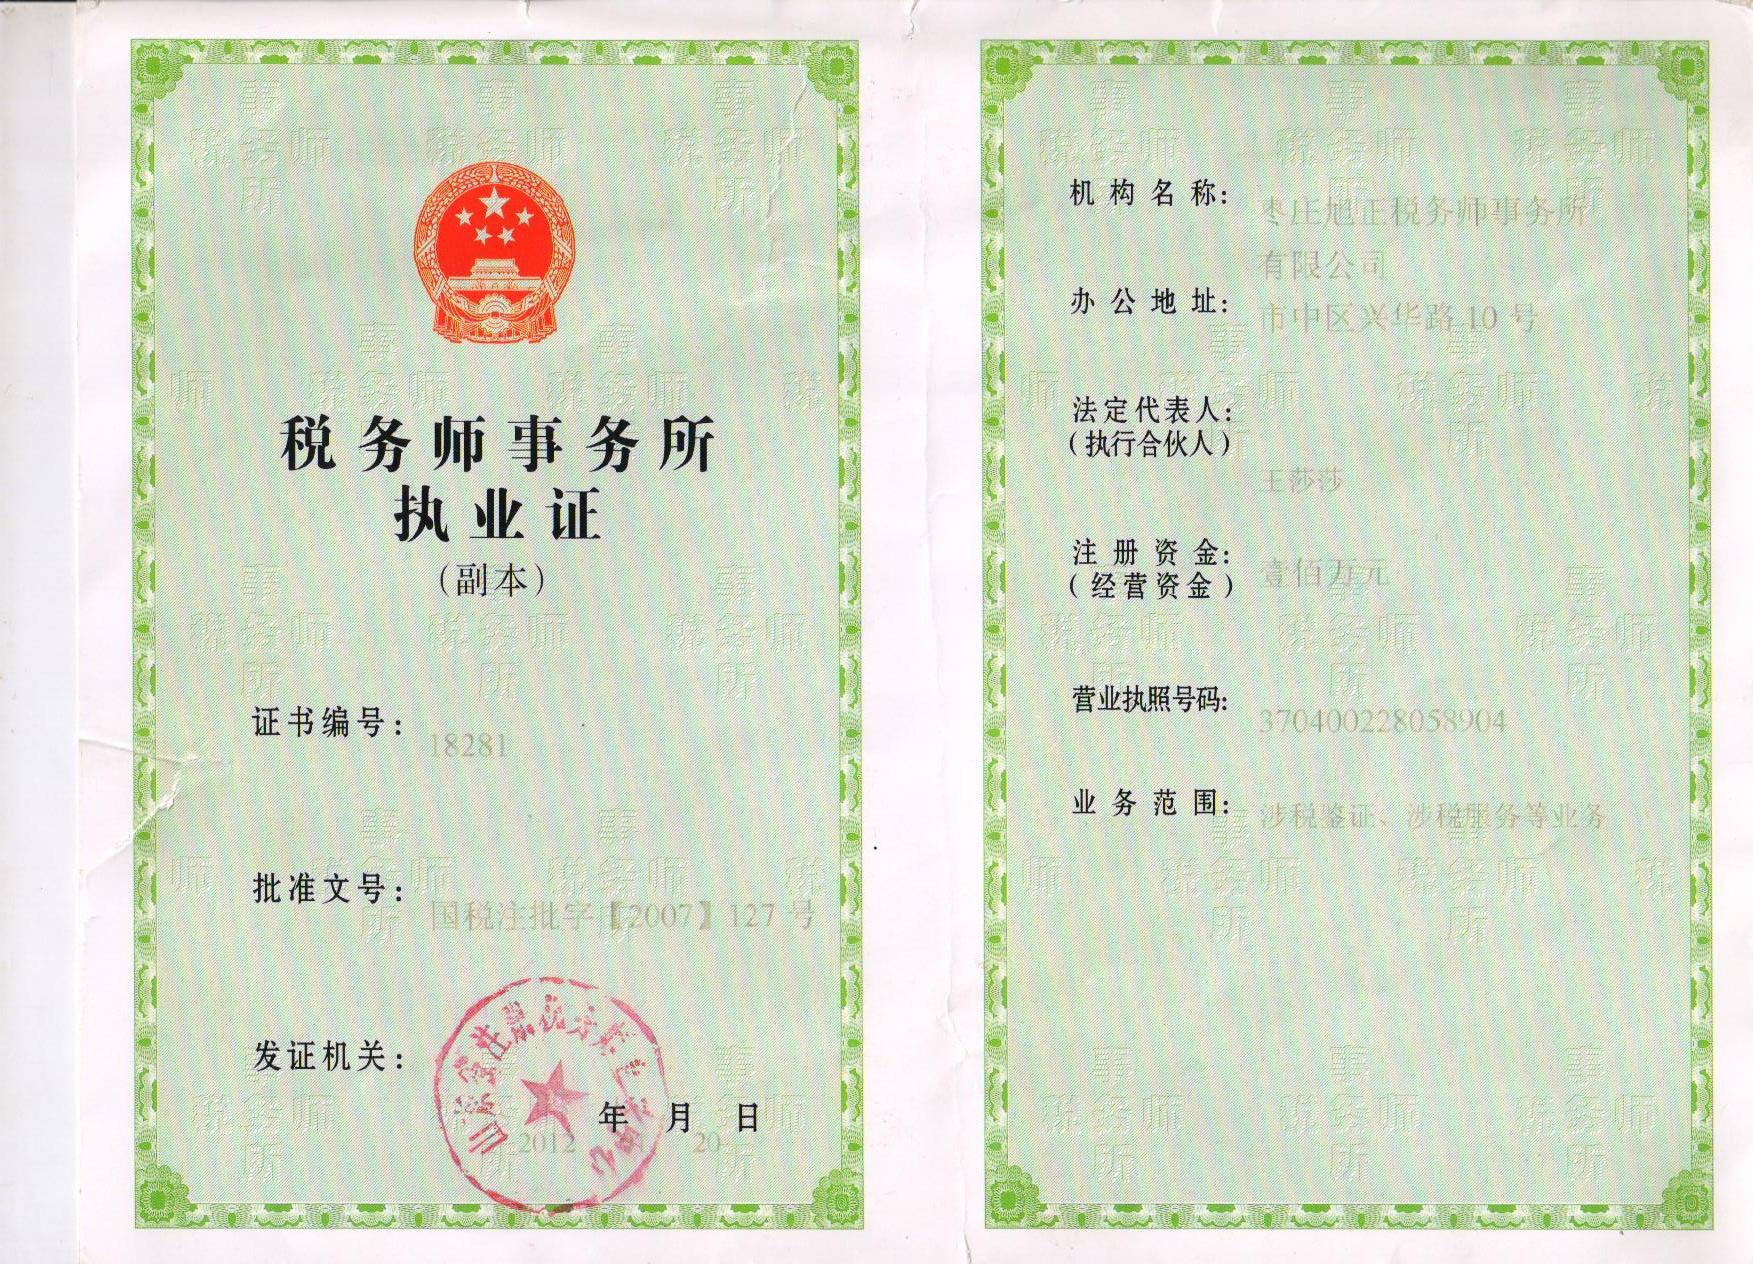 税务师事务所
执业证
（副本）
证书编号：
18281
批准文号：
国税注批字【2007】127 号
发证机关：
年 月 日
2012 20
机构名称：
枣庄旭正税务师事务所
有限公司
办公地址：
市中区兴华路 10 号
法定代表人：
（执行合伙人）
王莎莎
注册资金：
（经营资金）
壹佰万元
营业执照号码：
370400228058904
业务范围：
涉税鉴证、涉税服务等业务